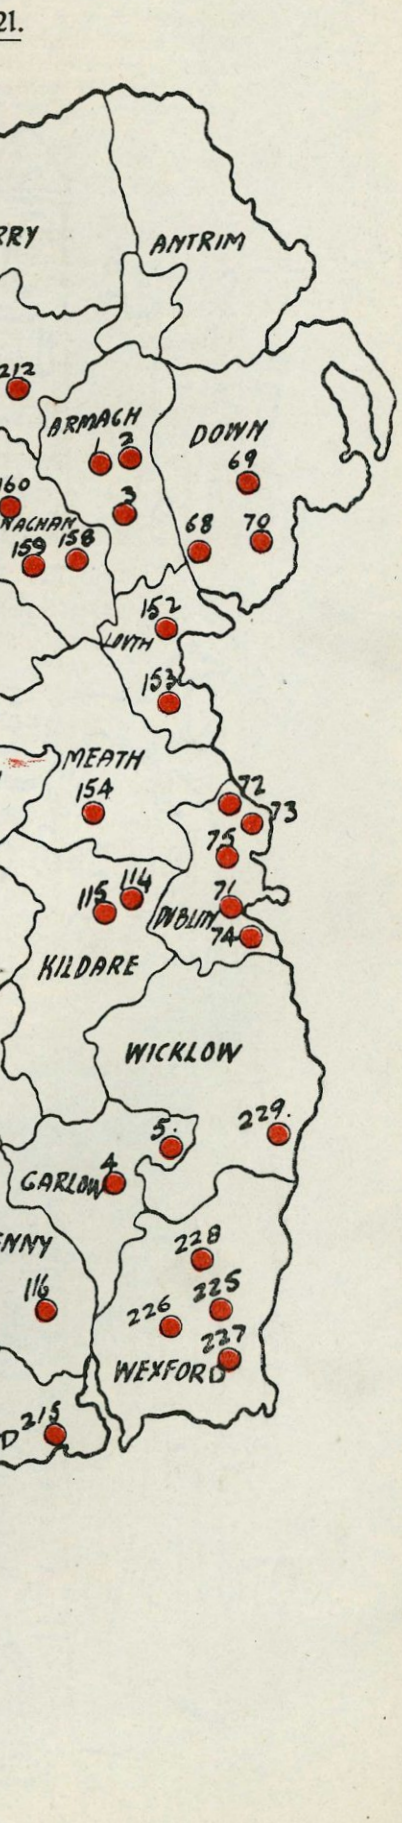 21.
RRY
ANTRIM
212
ARMAGH
DOWN
1 2
69
160
3
NAGHAN
68 70
159 158
152
LOUTH
153
MEATH
154
72
73
75
115 114
71
DUBLIN
74
KILDARE
WICKLOW
5.
229.
4
GARLOW
ENNY
228
116
225
226
227
WEXFORD
D 215